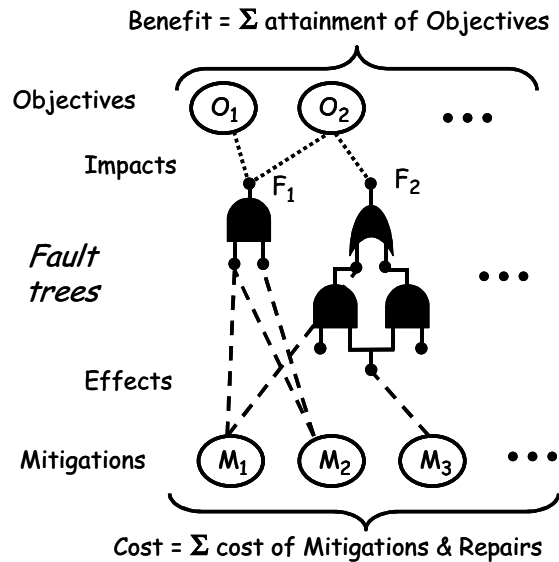 Benefit = Σ attainment of Objectives
Objectives
O1
O2
• • •
Impacts
F1
F2
Fault
trees
• • •
Effects
Mitigations
M1
M2
M3
• • •
Cost = Σ cost of Mitigations & Repairs